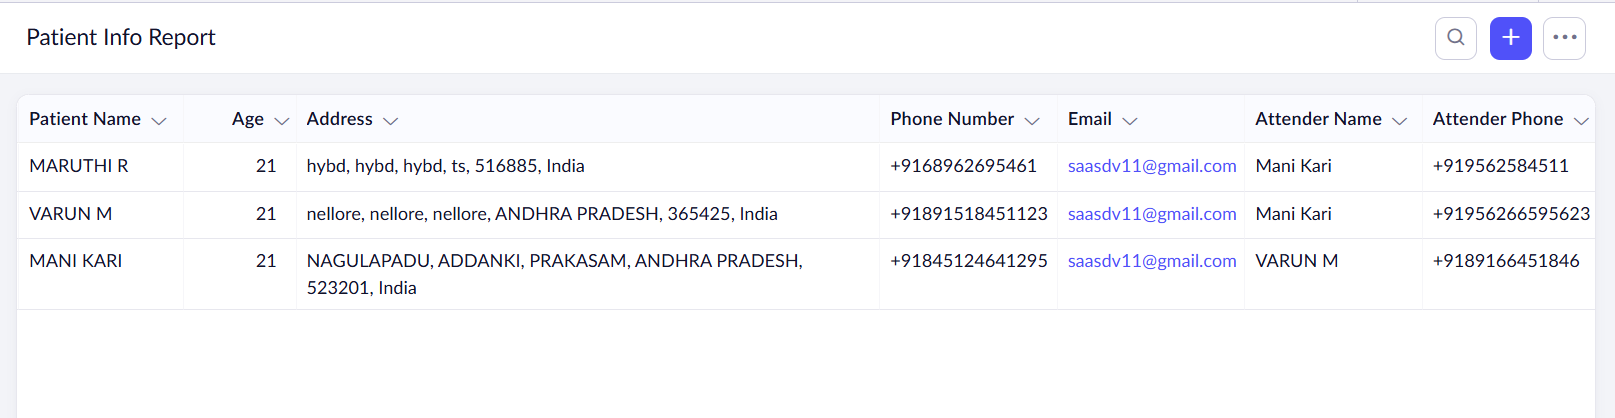 Patient Info Report
Patient Name Age Address Phone Number Email Attender Name Attender Phone
MARUTHI R 21 hybd, hybd, hybd, ts, 516885, India +9168962695461 saasdv11@gmail.com Mani Kari +919562584511
VARUN M 21 nellore, nellore, nellore, ANDHRA PRADESH, 365425, India +91891518451123 saasdv11@gmail.com Mani Kari +91956266595623
MANI KARI 21 NAGULAPADU, ADDANKI, PRAKASAM, ANDHRA PRADESH, +91845124641295 saasdv11@gmail.com VARUN M +9189166451846
523201, India